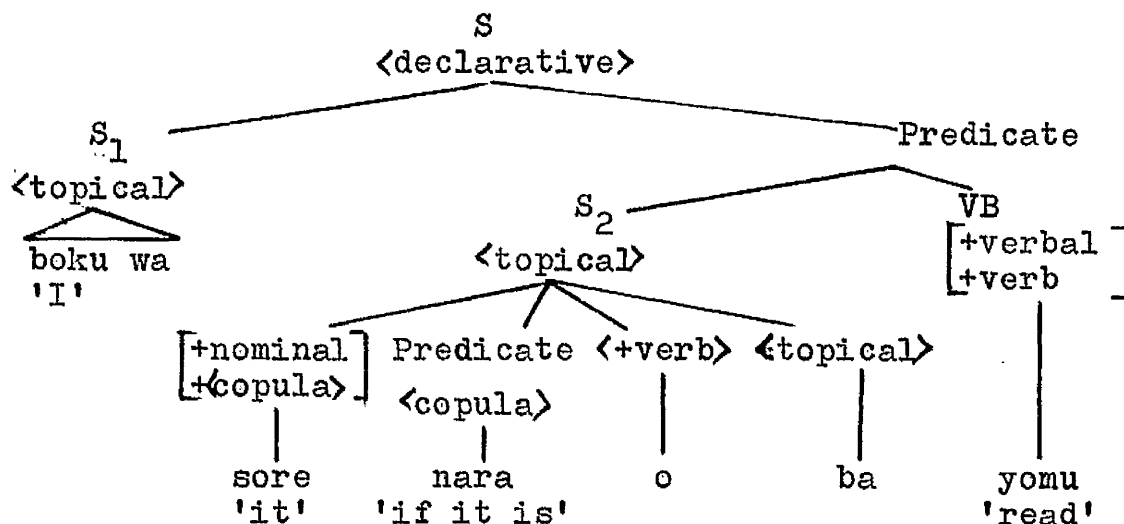 S
<declarative>
S1 Predicate
<topical>
S2 VB
boku wa <topical> [+verbal
'I' +verb]
[+nominal Predicate <+verb> <topical>
+<copula>] <copula>
sore nara o ba yomu
'it' 'if it is' 'read'